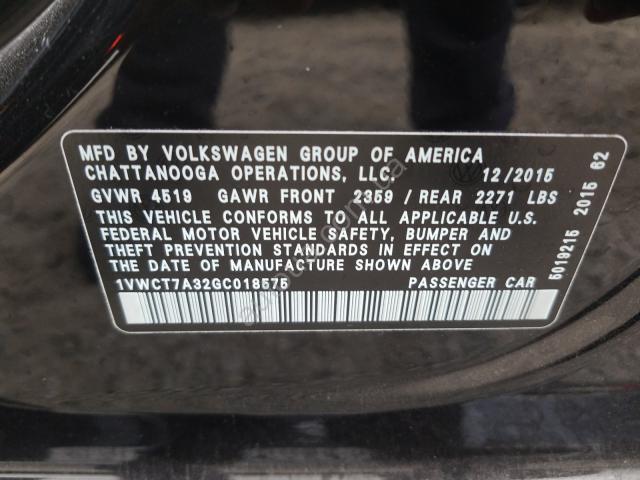 MFD BY VOLKSWAGEN GROUP OF AMERICA
CHATTANOOGA OPERATIONS, LLC. 12/2015
GVWR 4519 GAWR FRONT 2359 / REAR 2271 LBS
THIS VEHICLE CONFORMS TO ALL APPLICABLE U.S.
FEDERAL MOTOR VEHICLE SAFETY, BUMPER AND
THEFT PREVENTION STANDARDS IN EFFECT ON
THE DATE OF MANUFACTURE SHOWN ABOVE
1VWCT7A32GC018575 PASSENGER CAR
5019215 2015 62